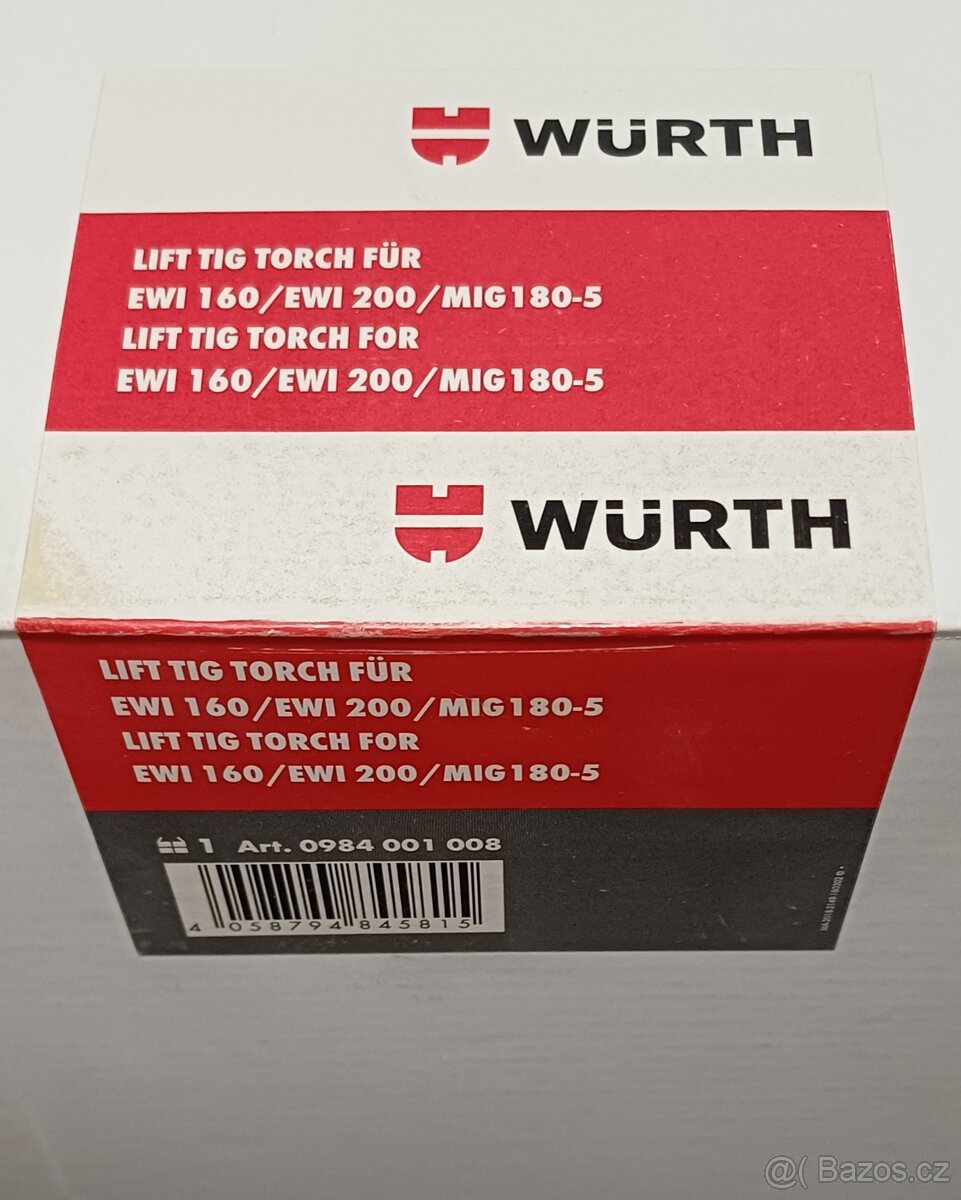 WÜRTH
LIFT TIG TORCH FÜR
EWI 160/EWI 200/MIG180-5
LIFT TIG TORCH FOR
EWI 160/EWI 200/MIG180-5
WÜRTH
LIFT TIG TORCH FÜR
EWI 160/EWI 200/MIG180-5
LIFT TIG TORCH FOR
EWI 160/EWI 200/MIG180-5
1 Art. 0984 001 008
4 058794 845815
@( Bazos.cz